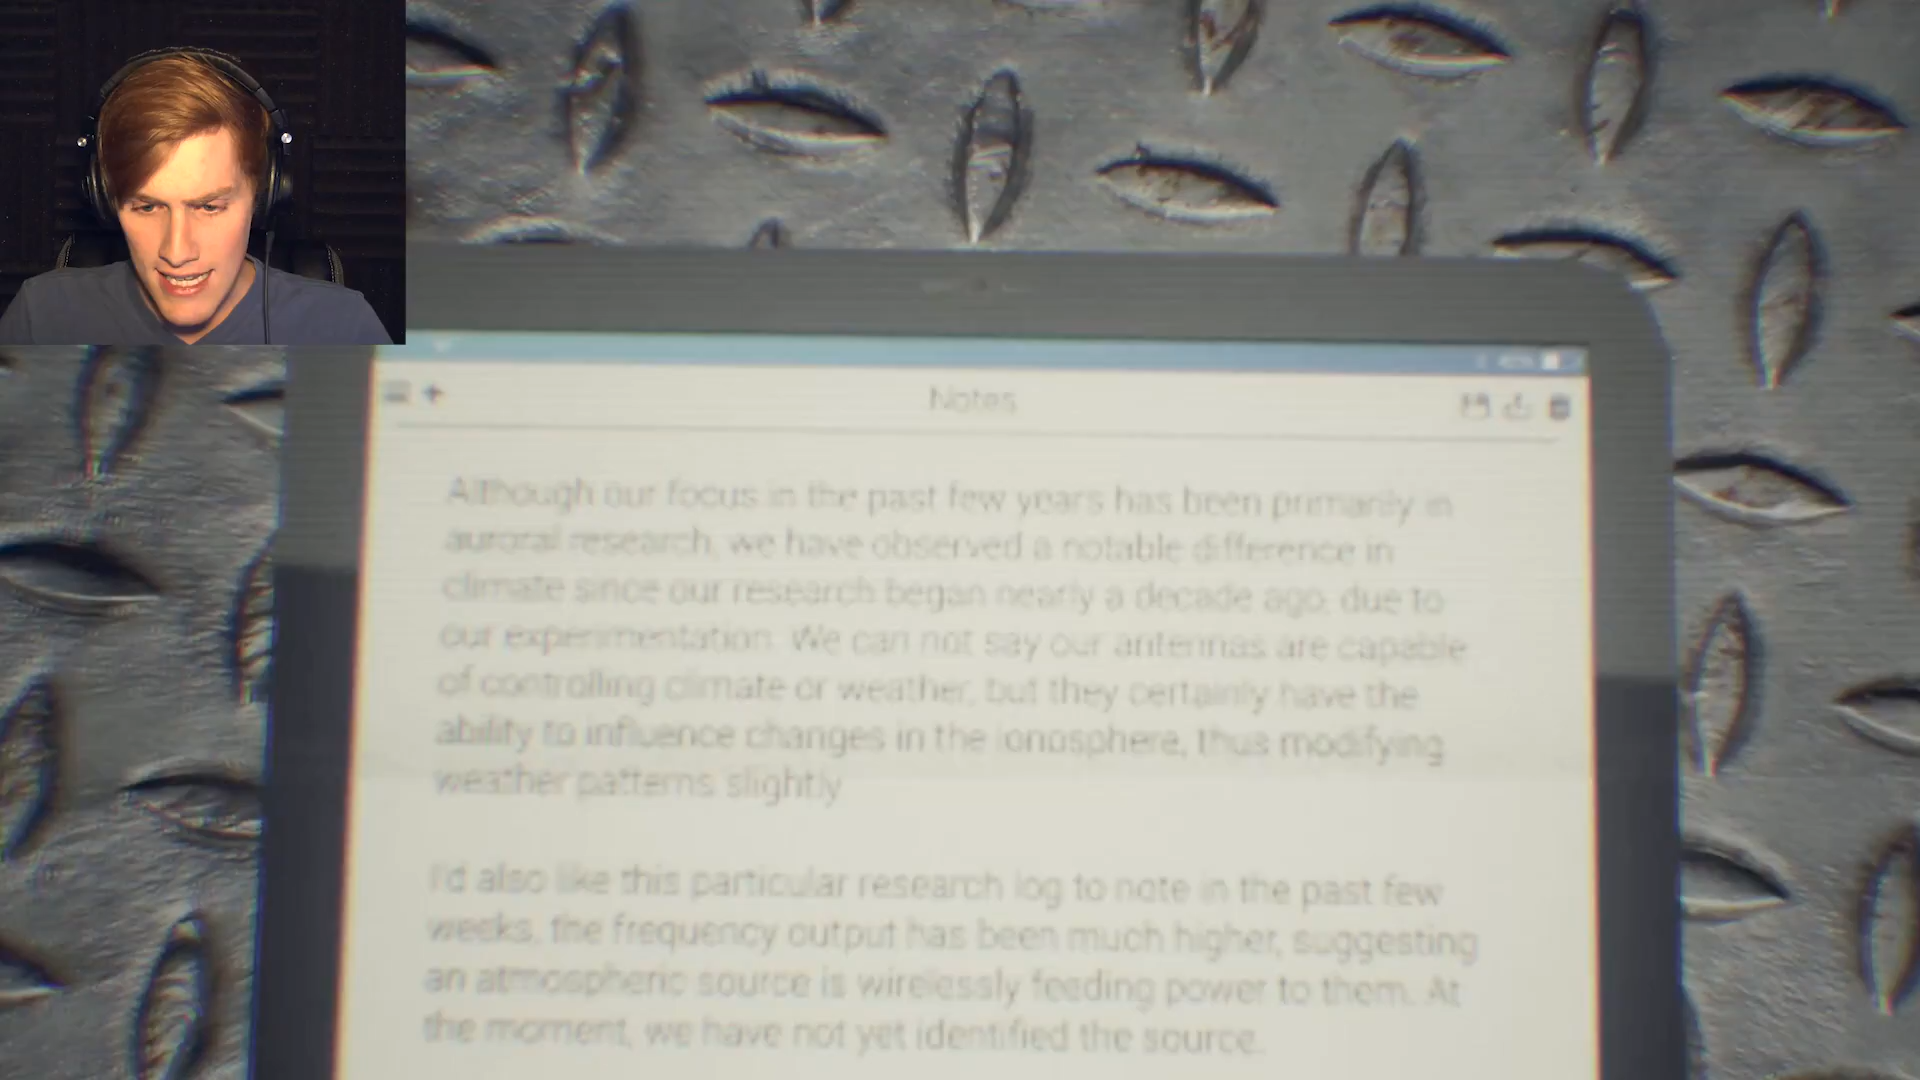 Notes
Although our focus in the past few years has been primarily in
auroral research, we have observed a notable difference in
climate since our research began nearly a decade ago, due to
our experimentation. We can not say our antennas are capable
of controlling climate or weather, but they certainly have the
ability to influence changes in the ionosphere, thus modifying
weather patterns slightly
I'd also like this particular research log to note in the past few
weeks, the frequency output has been much higher, suggesting
an atmospheric source is wirelessly feeding power to them. At
the moment, we have not yet identified the source.